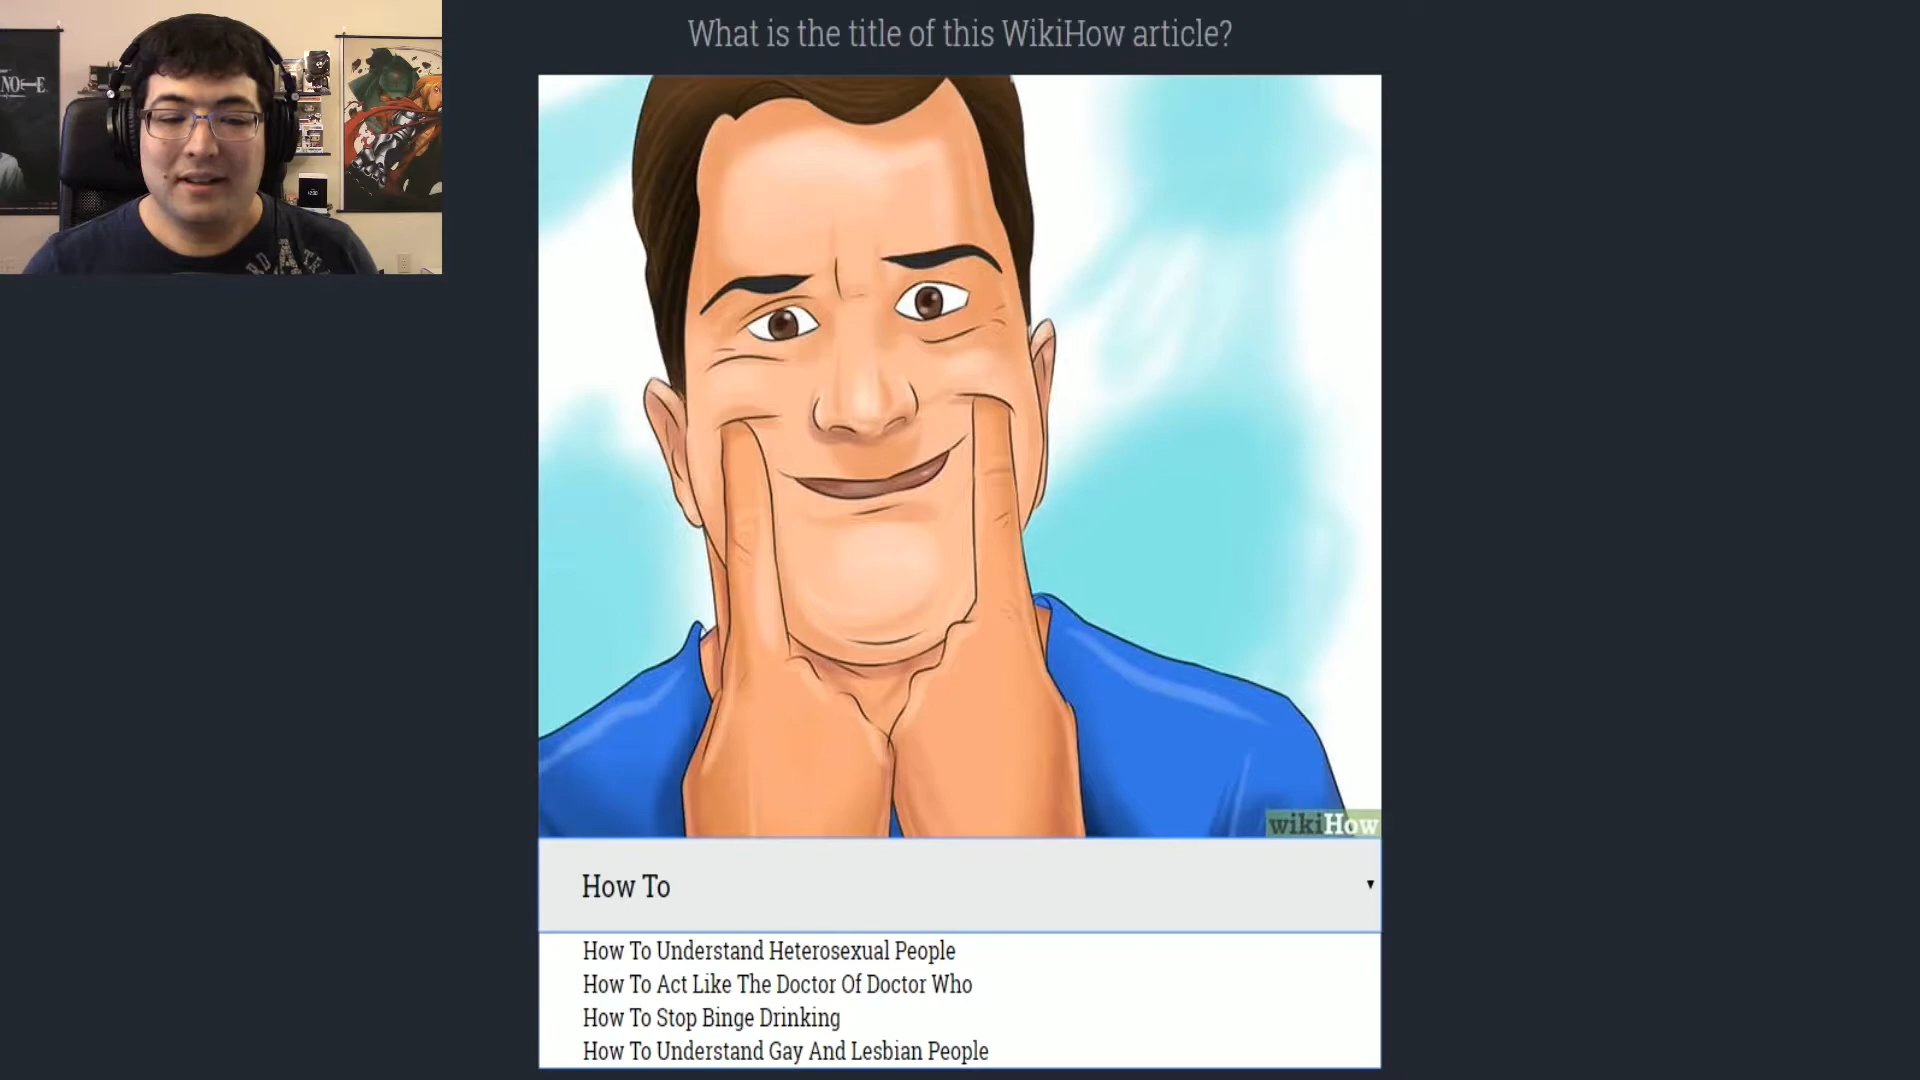 What is the title of this WikiHow article?
NOTE
wikiHow
How To
How To Understand Heterosexual People
How To Act Like The Doctor Of Doctor Who
How To Stop Binge Drinking
How To Understand Gay And Lesbian People